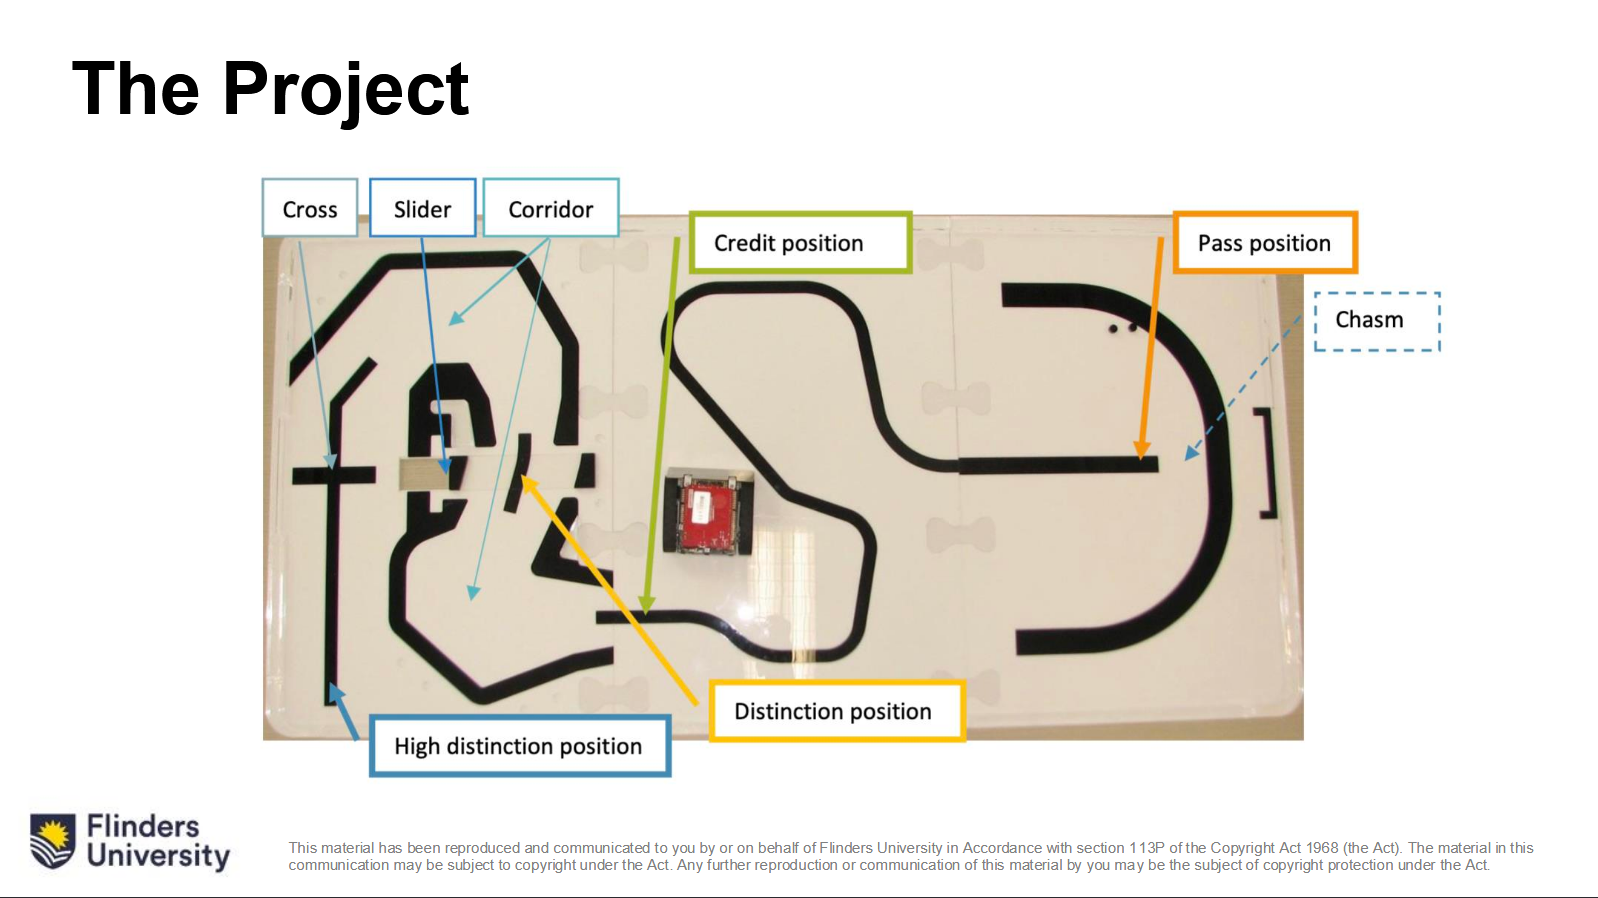 The Project
Cross
Slider
Corridor
Credit position
Pass position
Chasm
Distinction position
High distinction position
Flinders
University
This material has been reproduced and communicated to you by or on behalf of Flinders University in Accordance with section 113P of the Copyright Act 1968 (the Act). The material in this
communication may be subject to copyright under the Act. Any further reproduction or communication of this material by you may be the subject of copyright protection under the Act.